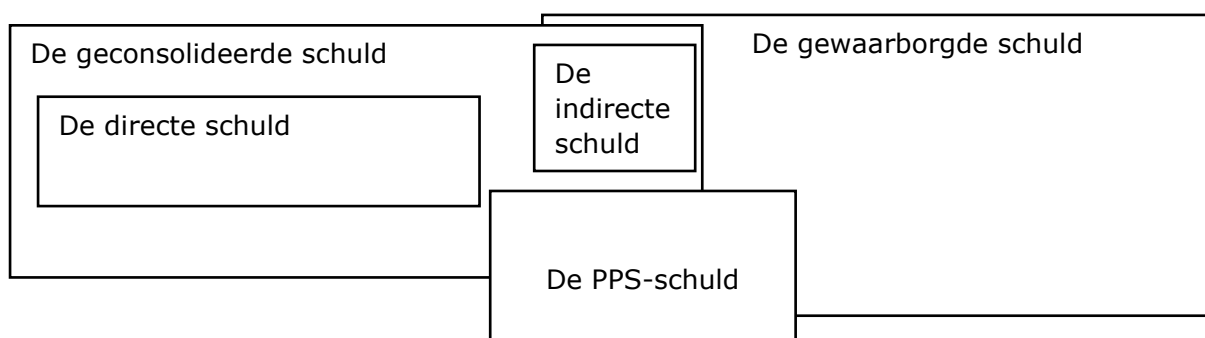 De geconsolideerde schuld
De gewaarborgde schuld
De
indirecte
schuld
De directe schuld
De PPS-schuld